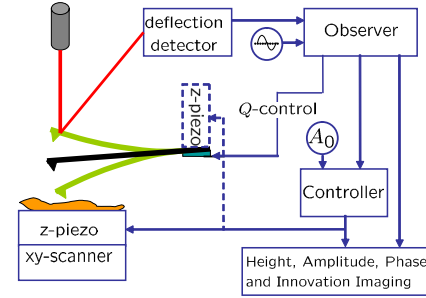 deflection
detector
Observer
z-piezo
Q-control
A0
Controller
z-piezo
xy-scanner
Height, Amplitude, Phase
and Innovation Imaging